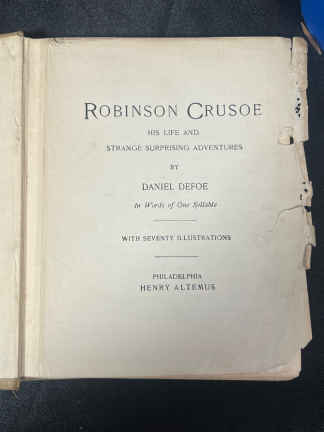 ROBINSON CRUSOE
HIS LIFE AND
STRANGE SURPRISING ADVENTURES
BY
DANIEL DEFOE
In Words of One Syllable
WITH SEVENTY ILLUSTRATIONS
PHILADELPHIA
HENRY ALTEMUS